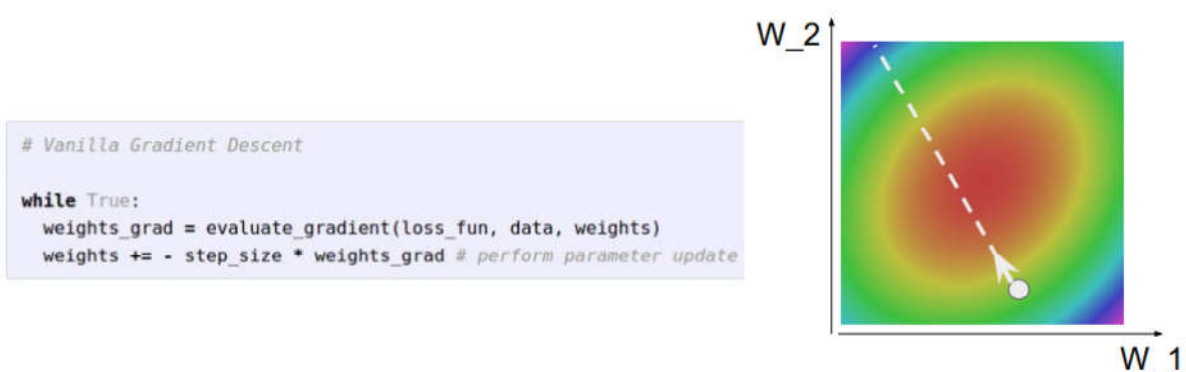 # Vanilla Gradient Descent
while True:
weights_grad = evaluate_gradient(loss_fun, data, weights)
weights += - step_size * weights_grad # perform parameter update
W_2
W_1